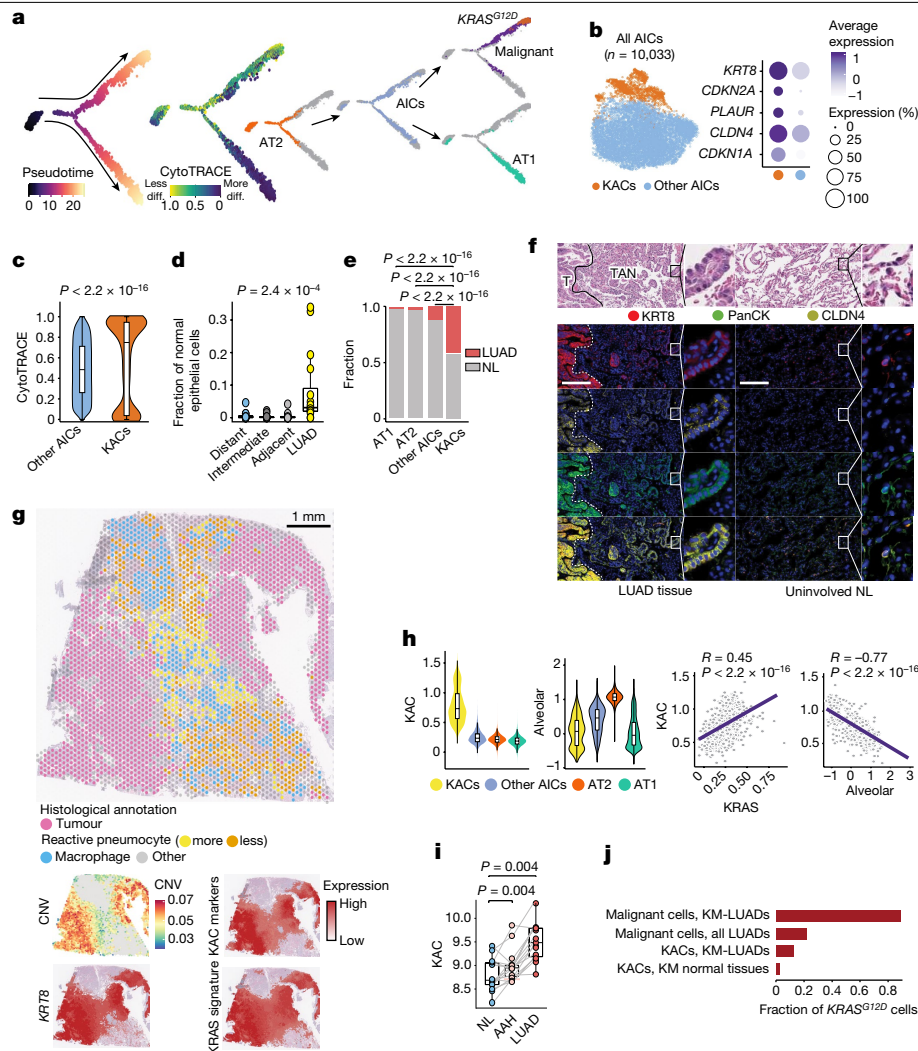 a
KRAS^G12D
Malignant
AICs
AT2
AT1
Pseudotime
0 10 20
CytoTRACE
Less diff.
More diff.
1.0 0.5 0
b
All AICs
(n = 10,033)
KACs Other AICs
KRT8
CDKN2A
PLAUR
CLDN4
CDKN1A
Average
expression
1
0
−1
Expression (%)
0
25
50
75
100
c
P < 2.2 × 10^−16
CytoTRACE
1.0
0.8
0.6
0.4
0.2
0
Other AICs
KACs
d
P = 2.4 × 10^−4
Fraction of normal
epithelial cells
0.3
0.2
0.1
0
Distant
Intermediate
Adjacent
LUAD
e
P < 2.2 × 10^−16
P < 2.2 × 10^−16
P < 2.2 × 10^−16
Fraction
1.0
0.5
0
LUAD
NL
AT1
AT2
Other AICs
KACs
f
T
TAN
KRT8 PanCK CLDN4
LUAD tissue
Uninvolved NL
g
1 mm
Histological annotation
Tumour
Reactive pneumocyte (more less)
Macrophage Other
CNV
CNV
0.07
0.05
0.03
KAC markers
Expression
High
Low
KRT8
KRAS signature
h
KAC
1.5
1.0
0.5
0
Alveolar
2
1
0
−1
KACs Other AICs AT2 AT1
R = 0.45
P < 2.2 × 10^−16
KAC
1.5
1.0
0.5
0 0.25 0.50 0.75
KRAS
R = −0.77
P < 2.2 × 10^−16
1.5
1.0
0.5
−1 0 1 2 3
Alveolar
i
P = 0.004
P = 0.004
KAC
10.0
9.5
9.0
8.5
NL
AAH
LUAD
j
Malignant cells, KM-LUADs
Malignant cells, all LUADs
KACs, KM-LUADs
KACs, KM normal tissues
0 0.2 0.4 0.6 0.8
Fraction of KRAS^G12D cells